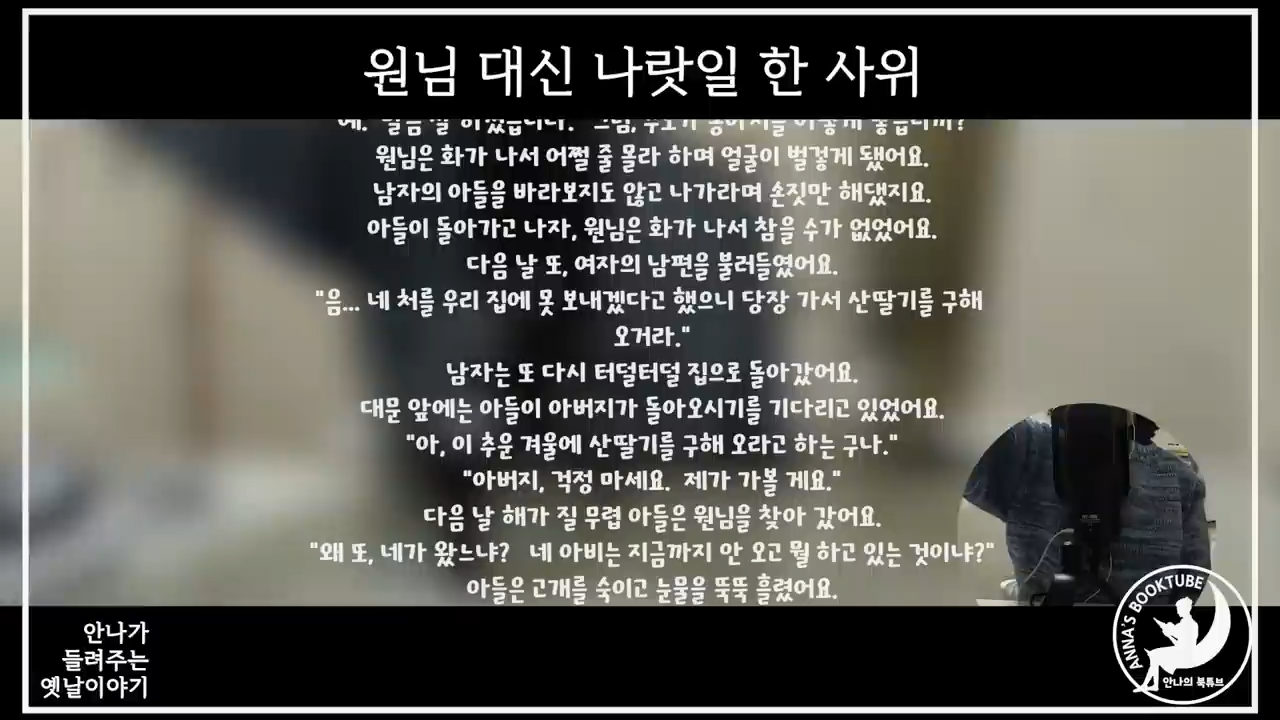 원님 대신 나랏일 한 사위
원님은 화가 나서 어쩔 줄 몰라 하며 얼굴이 벌겋게 됐어요.
남자의 아들을 바라보지도 않고 나가라며 손짓만 해댔지요.
아들이 돌아가고 나자, 원님은 화가 나서 참을 수가 없었어요.
다음 날 또, 여자의 남편을 불러들였어요.
"음... 네 처를 우리 집에 못 보내겠다고 했으니 당장 가서 산딸기를 구해
오거라."
남자는 또 다시 터덜터덜 집으로 돌아갔어요.
대문 앞에는 아들이 아버지가 돌아오시기를 기다리고 있었어요.
"아, 이 추운 겨울에 산딸기를 구해 오라고 하는 구나."
"아버지, 걱정 마세요. 제가 가볼 게요."
다음 날 해가 질 무렵 아들은 원님을 찾아 갔어요.
"왜 또, 네가 왔느냐? 네 아비는 지금까지 안 오고 뭘 하고 있는 것이냐?"
아들은 고개를 숙이고 눈물을 뚝뚝 흘렸어요.
안나가
들려주는
옛날이야기
ANNA'S BOOKTUBE
안나의 북튜브